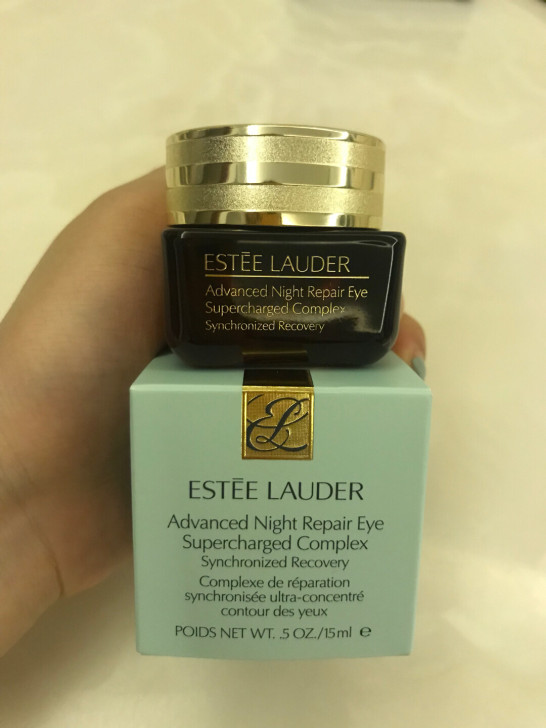 ESTĒE LAUDER
Advanced Night Repair Eye
Supercharged Complex
Synchronized Recovery
EL
ESTĒE LAUDER
Advanced Night Repair Eye
Supercharged Complex
Synchronized Recovery
Complexe de réparation
synchronisée ultra-concentré
contour des yeux
POIDS NET WT. .5 OZ./15ml e